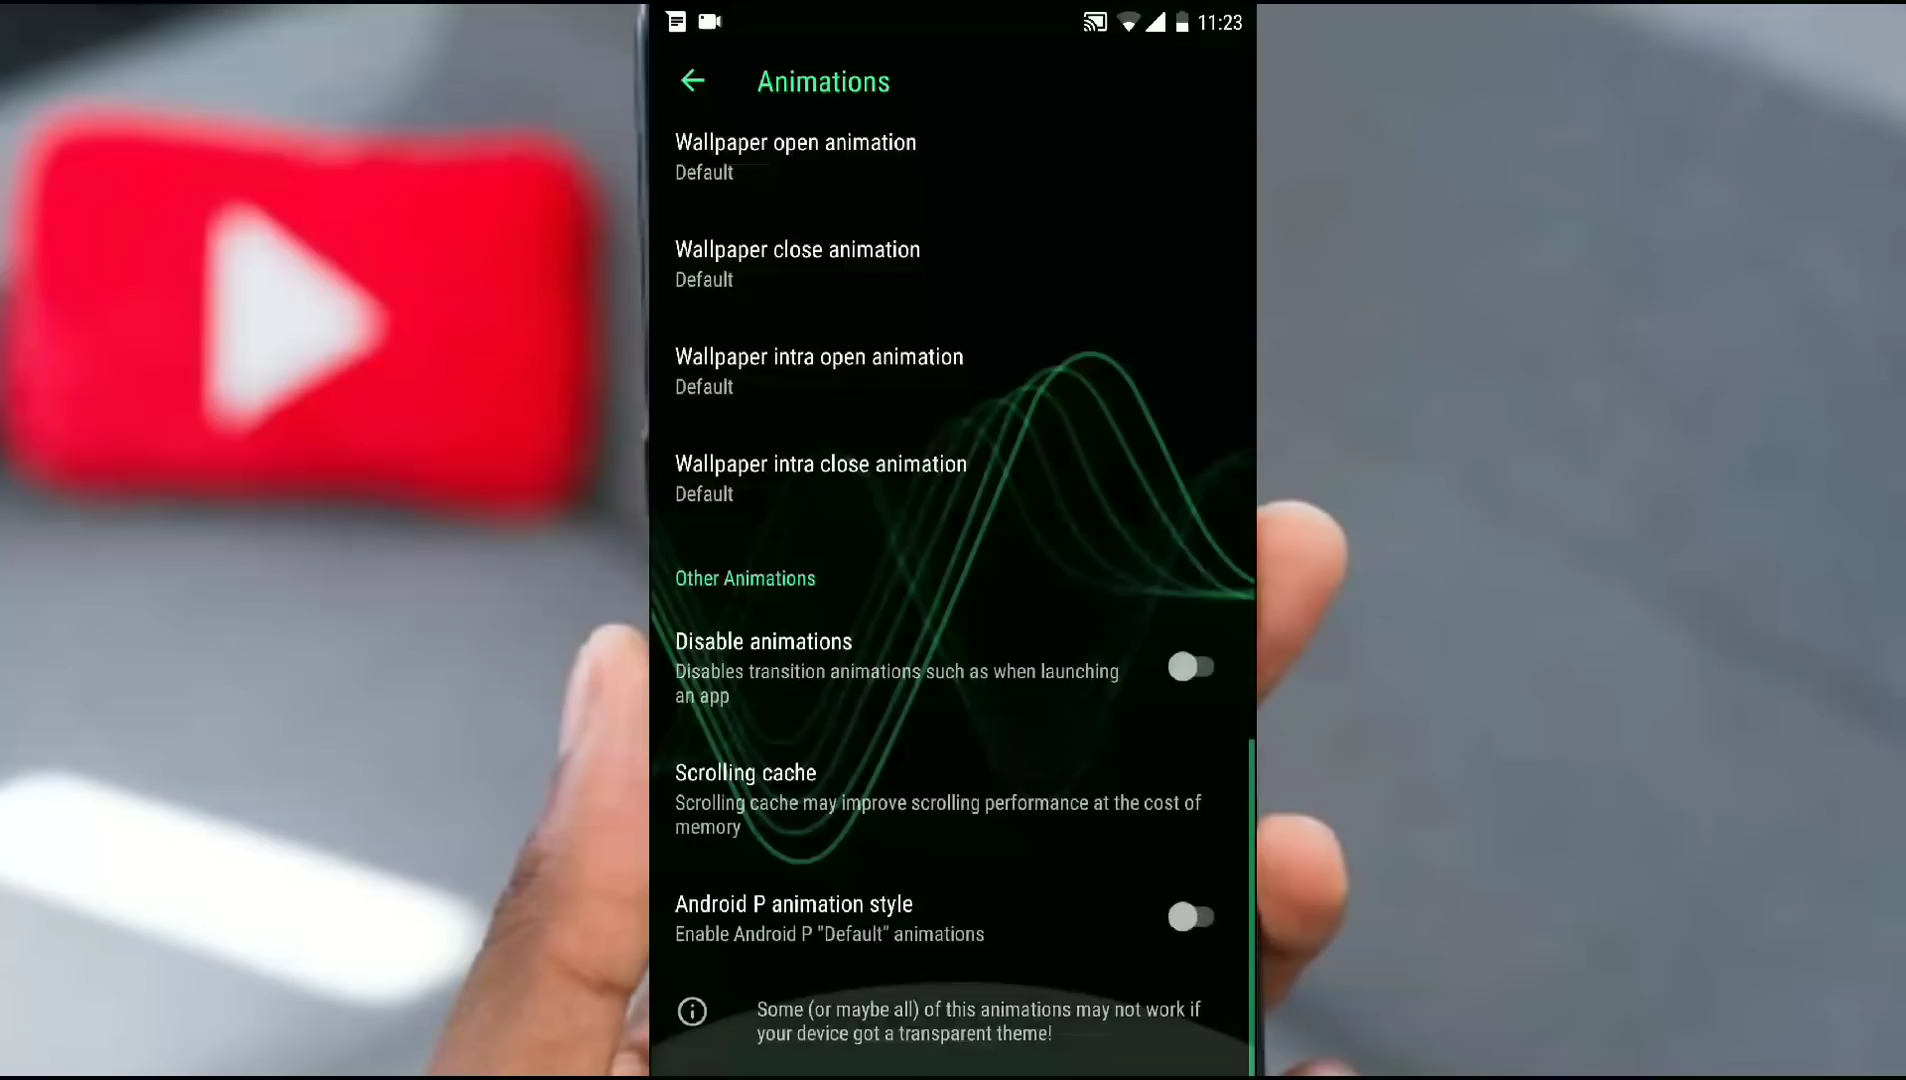 11:23
Animations
Wallpaper open animation
Default
Wallpaper close animation
Default
Wallpaper intra open animation
Default
Wallpaper intra close animation
Default
Other Animations
Disable animations
Disables transition animations such as when launching
an app
Scrolling cache
Scrolling cache may improve scrolling performance at the cost of
memory
Android P animation style
Enable Android P "Default" animations
Some (or maybe all) of this animations may not work if
your device got a transparent theme!